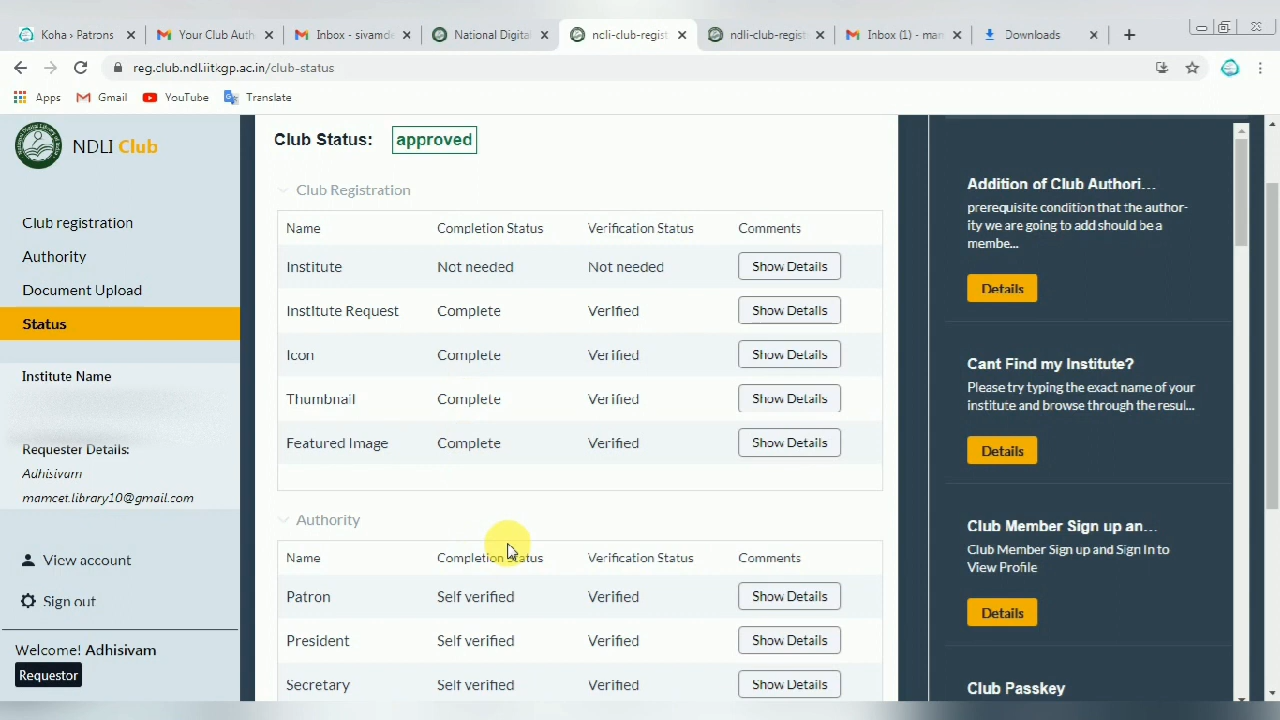 Koha › Patrons
Your Club Auth
Inbox - sivamde
National Digita
ncli-club-regist
ndli-club-regist
Inbox (1) - mam
Downloads
reg.club.ndl.iitkgp.ac.in/club-status
Apps
Gmail
YouTube
Translate
NDLI Club
Club registration
Authority
Document Upload
Status
Institute Name
Requester Details:
Adhisivam
mamcet.library10@gmail.com
View account
Sign out
Welcome! Adhisivam
Requestor
Club Status: approved
Club Registration
Name Completion Status Verification Status Comments
Institute Not needed Not needed Show Details
Institute Request Complete Verified Show Details
Icon Complete Verified Show Details
Thumbnail Complete Verified Show Details
Featured Image Complete Verified Show Details
Authority
Name Completion Status Verification Status Comments
Patron Self verified Verified Show Details
President Self verified Verified Show Details
Secretary Self verified Verified Show Details
Addition of Club Authori...
prerequisite condition that the author-
ity we are going to add should be a
membe...
Details
Cant Find my Institute?
Please try typing the exact name of your
institute and browse through the resul...
Details
Club Member Sign up an...
Club Member Sign up and Sign In to
View Profile
Details
Club Passkey